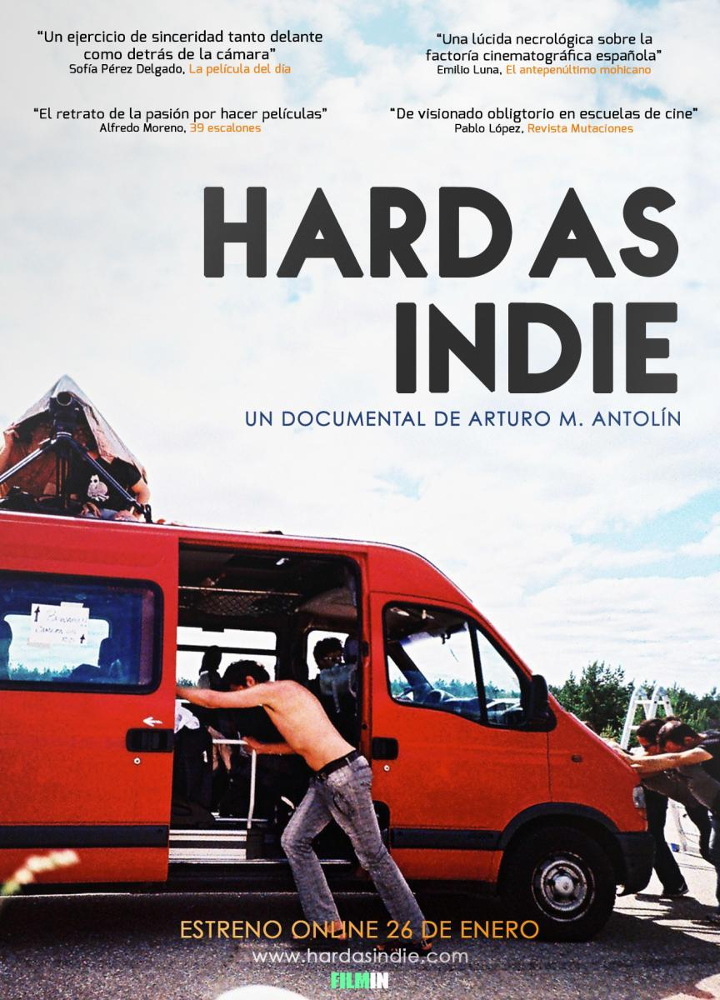 “Un ejercicio de sinceridad tanto delante
como detrás de la cámara”
Sofía Pérez Delgado, La película del día
“Una lúcida necrológica sobre la
factoría cinematográfica española”
Emilio Luna, El antepenúltimo mohicano
“El retrato de la pasión por hacer películas”
Alfredo Moreno, 39 escalones
“De visionado obligtorio en escuelas de cine”
Pablo López, Revista Mutaciones
HARD AS
INDIE
UN DOCUMENTAL DE ARTURO M. ANTOLÍN
ESTRENO ONLINE 26 DE ENERO
www.hardasindie.com
FILMIN